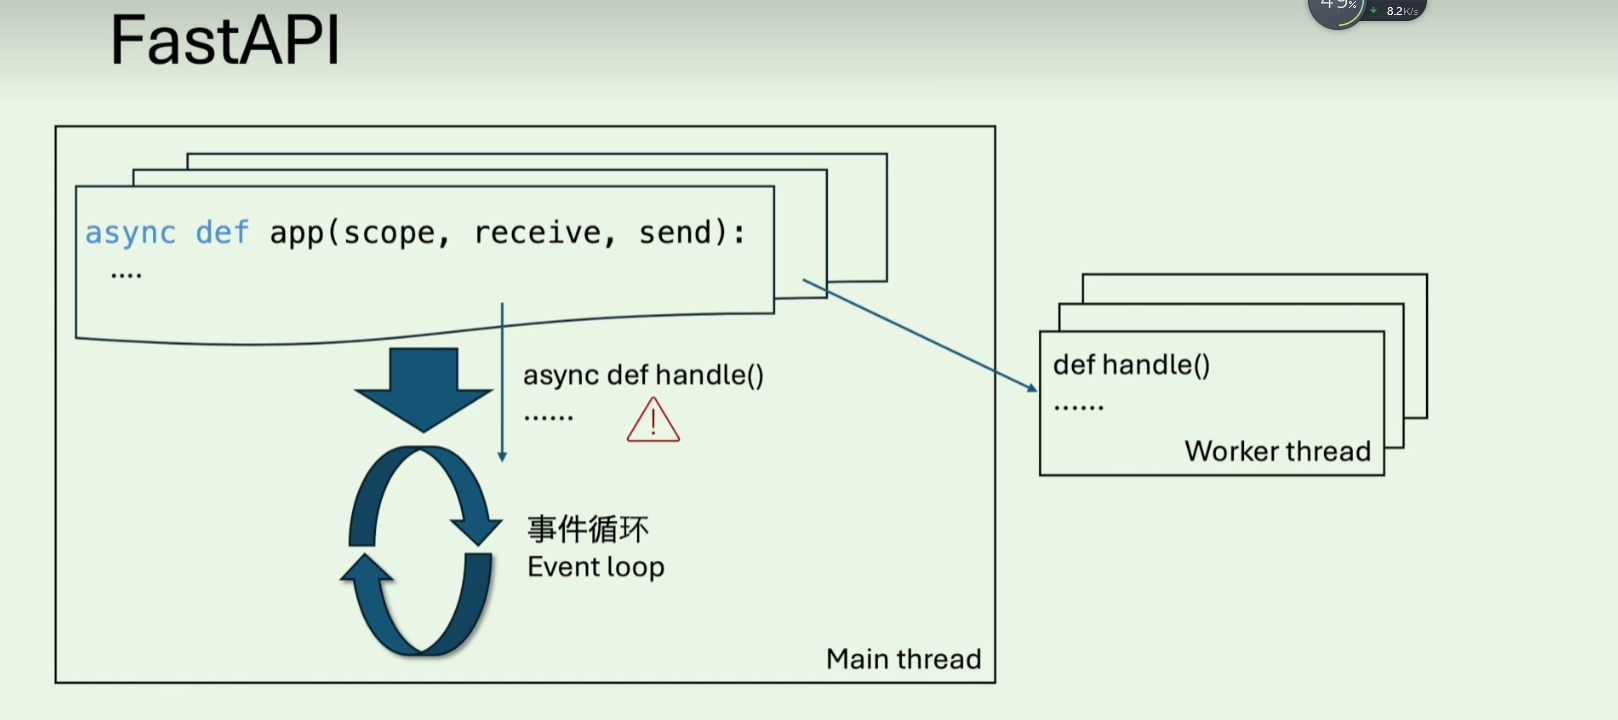 FastAPI
8.2K/s
async def app(scope, receive, send):
....
async def handle()
......
def handle()
......
Worker thread
事件循环
Event loop
Main thread